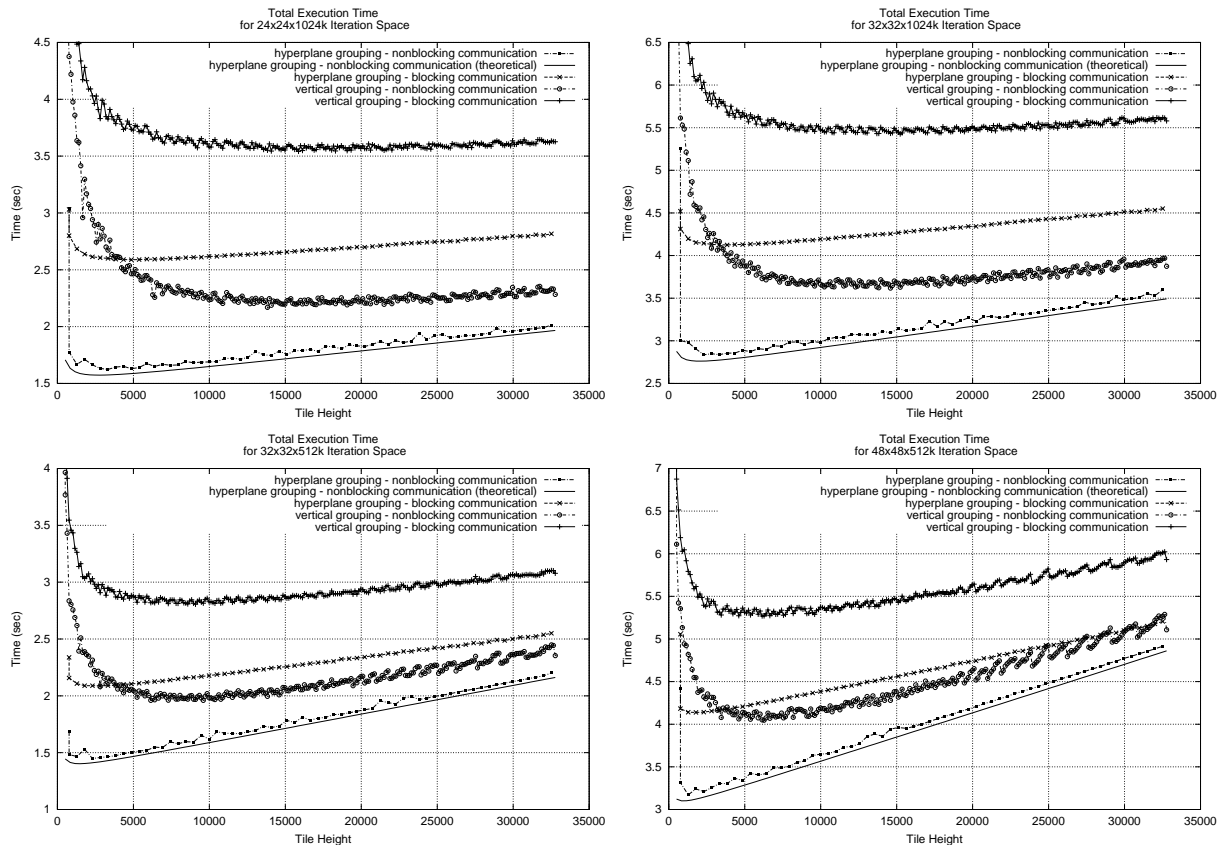 Total Execution Time
for 24x24x1024k Iteration Space
4.5
4
3.5
3
2.5
2
1.5
Time (sec)
hyperplane grouping - nonblocking communication
hyperplane grouping - nonblocking communication (theoretical)
hyperplane grouping - blocking communication
vertical grouping - nonblocking communication
vertical grouping - blocking communication
0 5000 10000 15000 20000 25000 30000 35000
Tile Height
Total Execution Time
for 32x32x1024k Iteration Space
6.5
6
5.5
5
4.5
4
3.5
3
2.5
Time (sec)
hyperplane grouping - nonblocking communication
hyperplane grouping - nonblocking communication (theoretical)
hyperplane grouping - blocking communication
vertical grouping - nonblocking communication
vertical grouping - blocking communication
0 5000 10000 15000 20000 25000 30000 35000
Tile Height
Total Execution Time
for 32x32x512k Iteration Space
4
3.5
3
2.5
2
1.5
1
Time (sec)
hyperplane grouping - nonblocking communication
hyperplane grouping - nonblocking communication (theoretical)
hyperplane grouping - blocking communication
vertical grouping - nonblocking communication
vertical grouping - blocking communication
0 5000 10000 15000 20000 25000 30000 35000
Tile Height
Total Execution Time
for 48x48x512k Iteration Space
7
6.5
6
5.5
5
4.5
4
3.5
3
Time (sec)
hyperplane grouping - nonblocking communication
hyperplane grouping - nonblocking communication (theoretical)
hyperplane grouping - blocking communication
vertical grouping - nonblocking communication
vertical grouping - blocking communication
0 5000 10000 15000 20000 25000 30000 35000
Tile Height